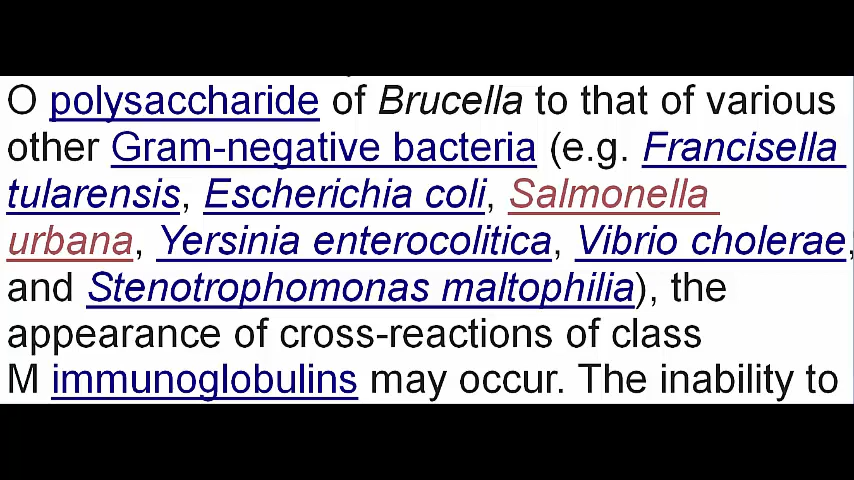 O polysaccharide of Brucella to that of various
other Gram-negative bacteria (e.g. Francisella
tularensis, Escherichia coli, Salmonella
urbana, Yersinia enterocolitica, Vibrio cholerae,
and Stenotrophomonas maltophilia), the
appearance of cross-reactions of class
M immunoglobulins may occur. The inability to